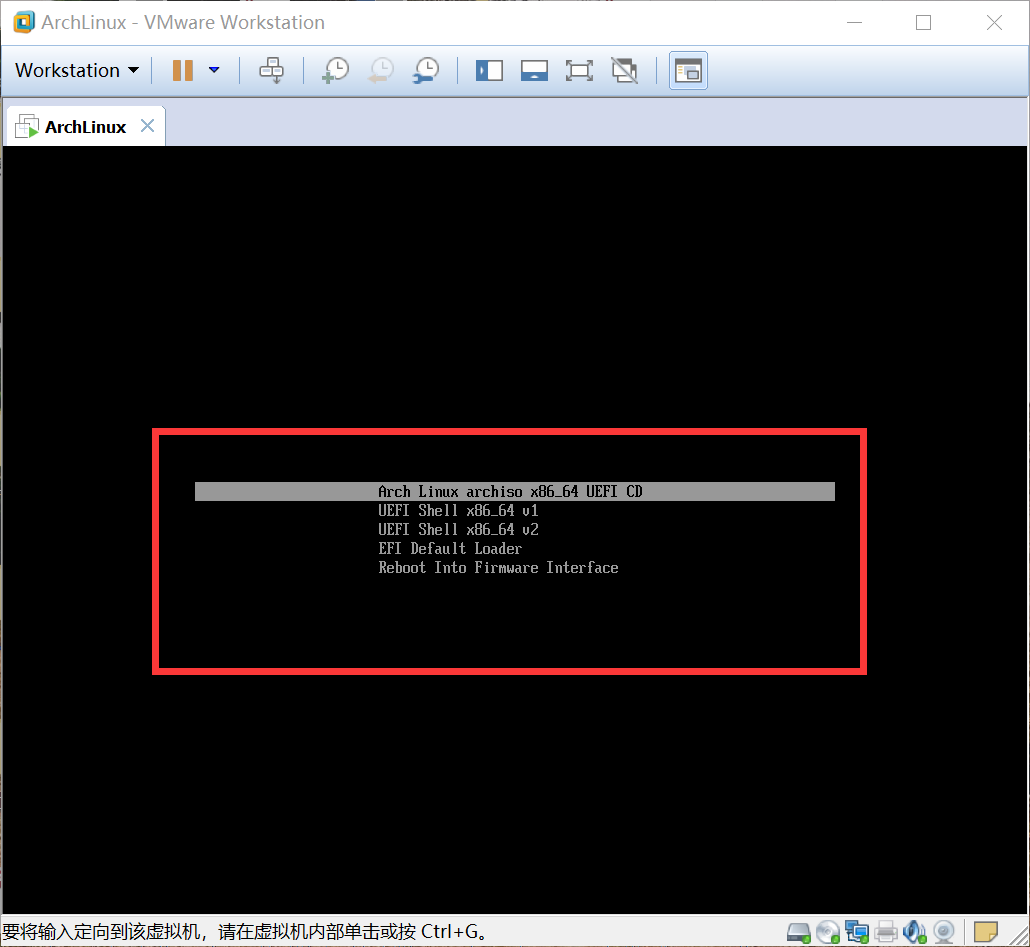 ArchLinux - VMware Workstation
Workstation
ArchLinux
Arch Linux archiso x86_64 UEFI CD
UEFI Shell x86_64 v1
UEFI Shell x86_64 v2
EFI Default Loader
Reboot Into Firmware Interface
要将输入定向到该虚拟机，请在虚拟机内部单击或按 Ctrl+G。